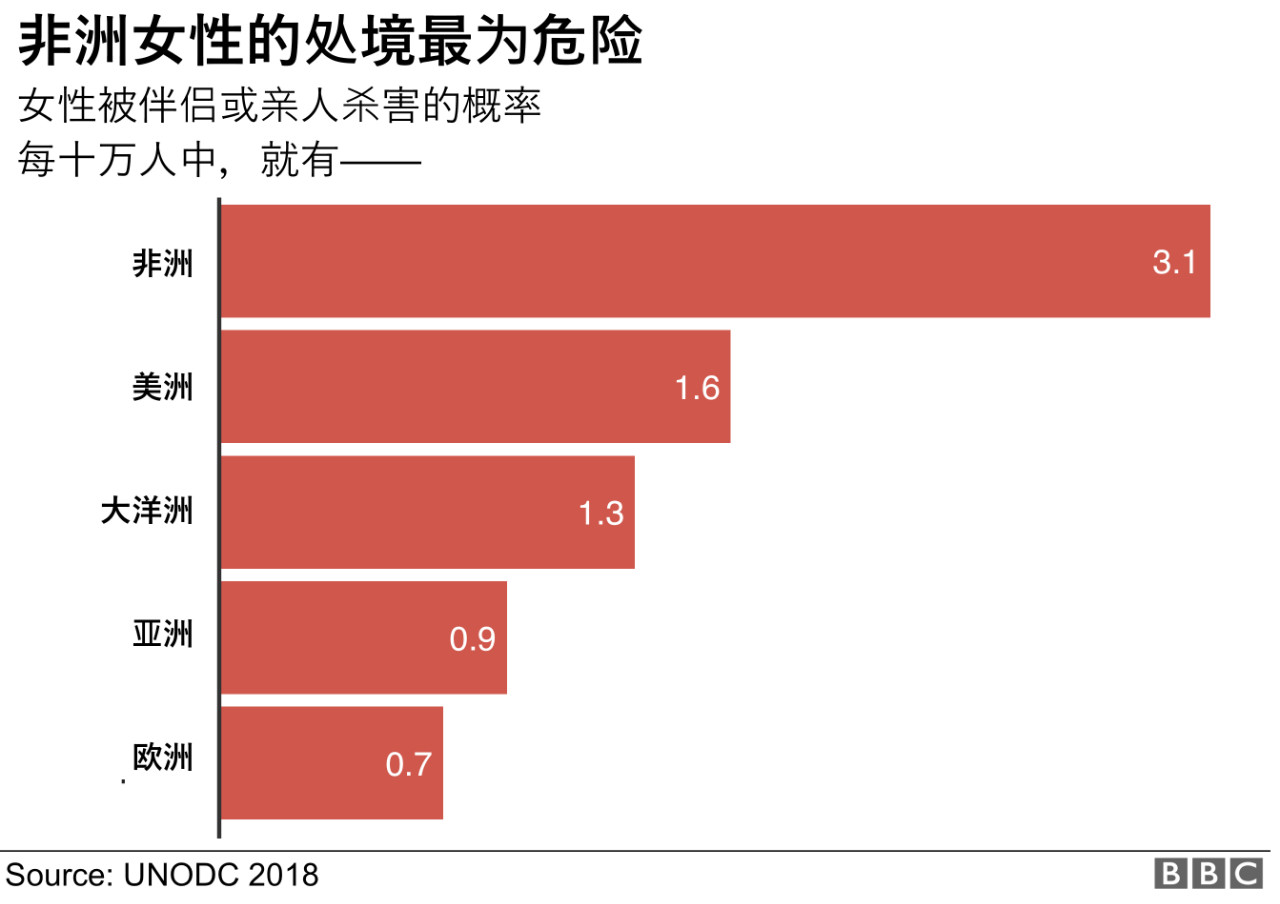 非洲女性的处境最为危险
女性被伴侣或亲人杀害的概率
每十万人中，就有——
非洲 3.1
美洲 1.6
大洋洲 1.3
亚洲 0.9
欧洲 0.7
Source: UNODC 2018
BBC